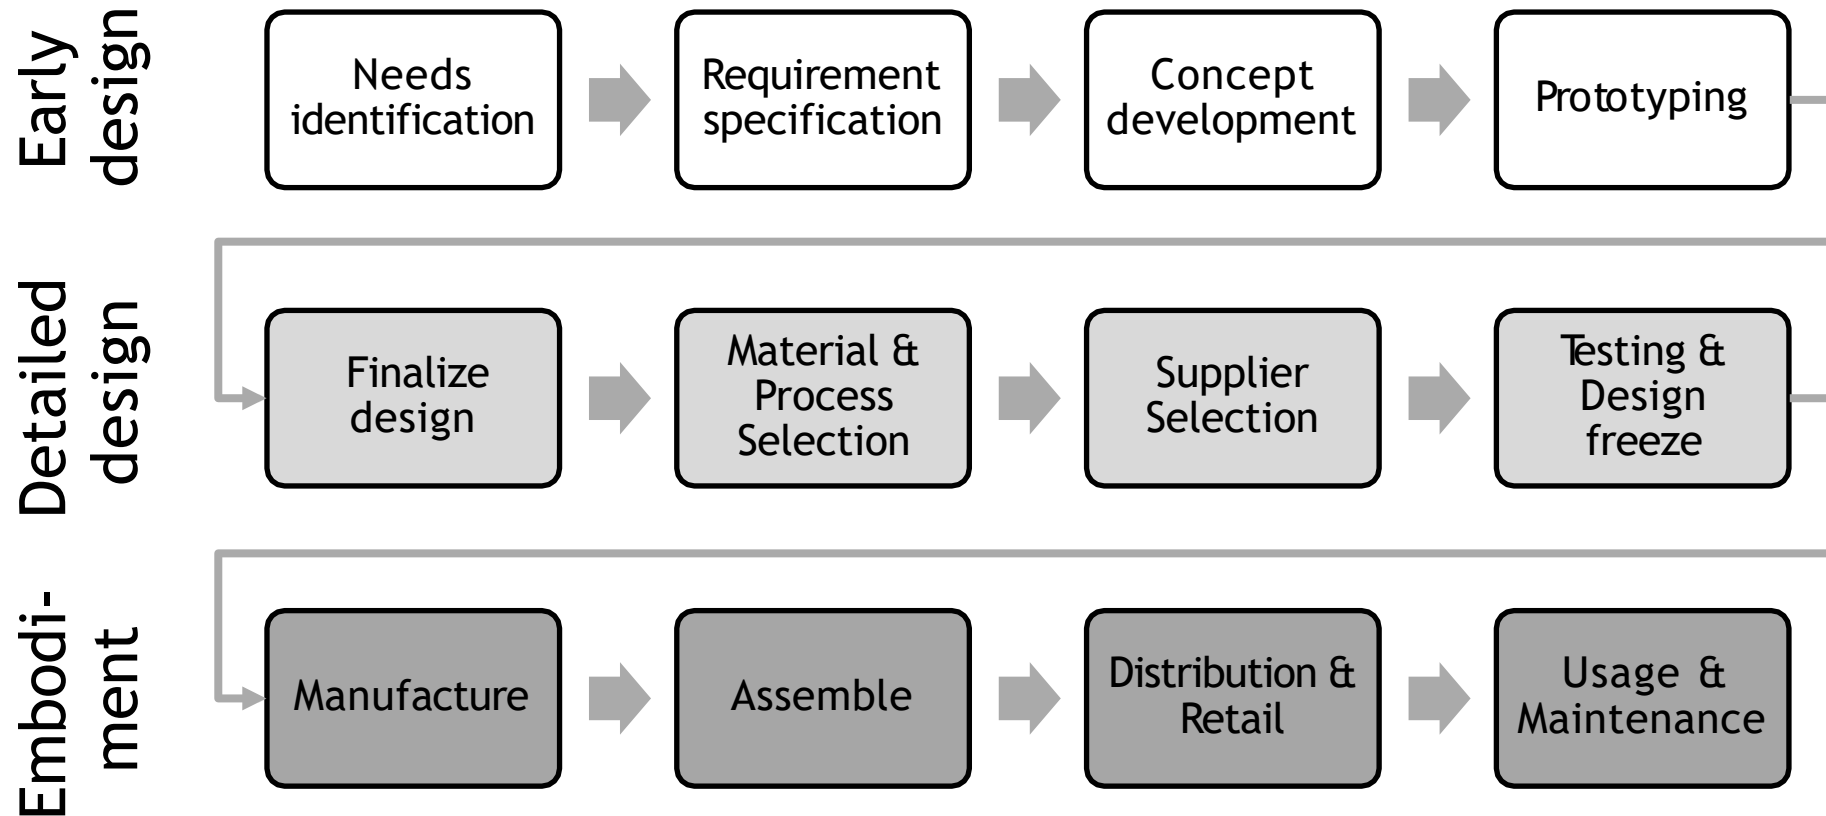 Early
design
Needs
identification
Requirement
specification
Concept
development
Prototyping
Detailed
design
Finalize
design
Material &
Process
Selection
Supplier
Selection
Testing &
Design
freeze
Embodi-
ment
Manufacture
Assemble
Distribution &
Retail
Usage &
Maintenance